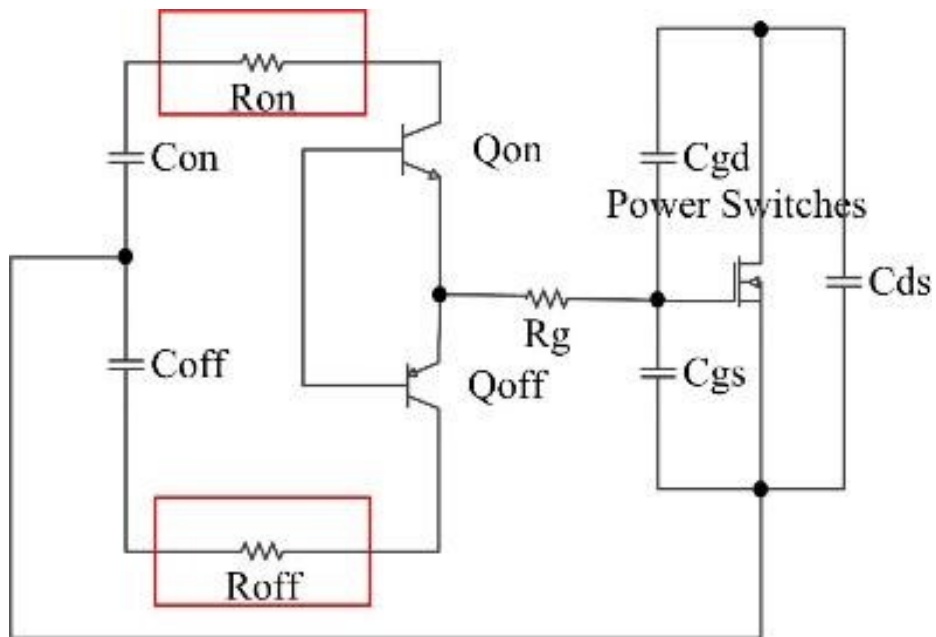 Ron
Con
Qon
Cgd
Power Switches
Cds
Rg
Coff
Qoff
Cgs
Roff